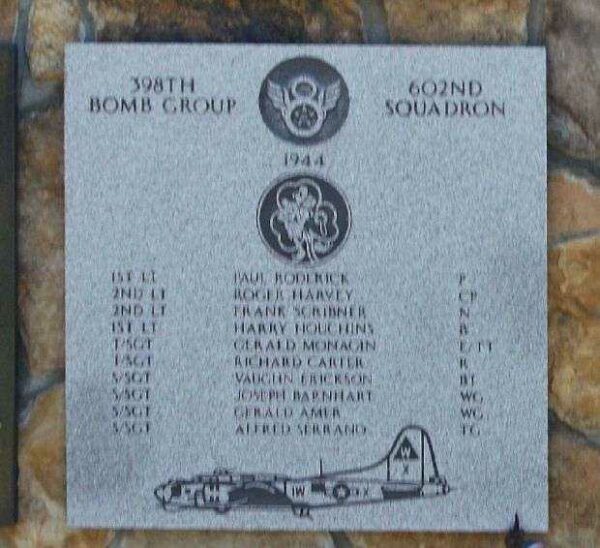 398TH
BOMB GROUP
602ND
SQUADRON
1944
1ST LT PAUL RODERICK P
2ND LT ROGER HARVEY CP
2ND LT FRANK SCRIBNER N
1ST LT HARRY HOUCHINS B
T/SGT GERALD MONAGIN E/TT
T/SGT RICHARD CARTER R
S/SGT VAUGHN ERICKSON BT
S/SGT JOSEPH BARNHART WG
S/SGT GERALD AMER WG
S/SGT ALFRED SERRANO TG
W
X